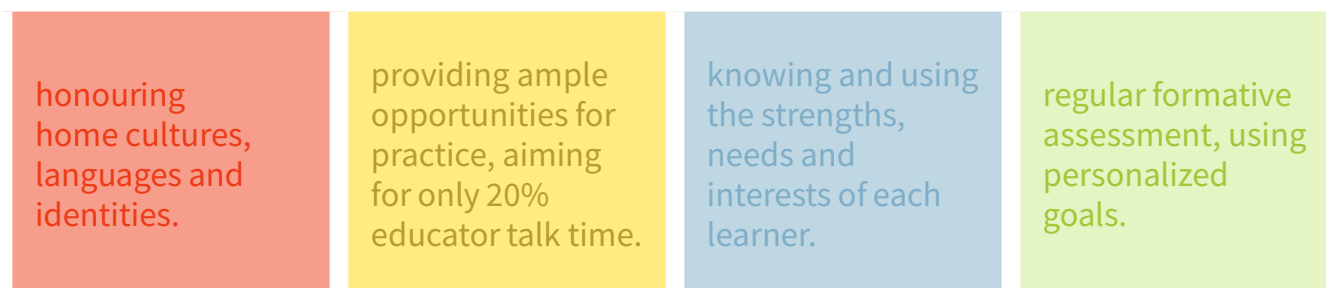 honouring
home cultures,
languages and
identities.
providing ample
opportunities for
practice, aiming
for only 20%
educator talk time.
knowing and using
the strengths,
needs and
interests of each
learner.
regular formative
assessment, using
personalized
goals.